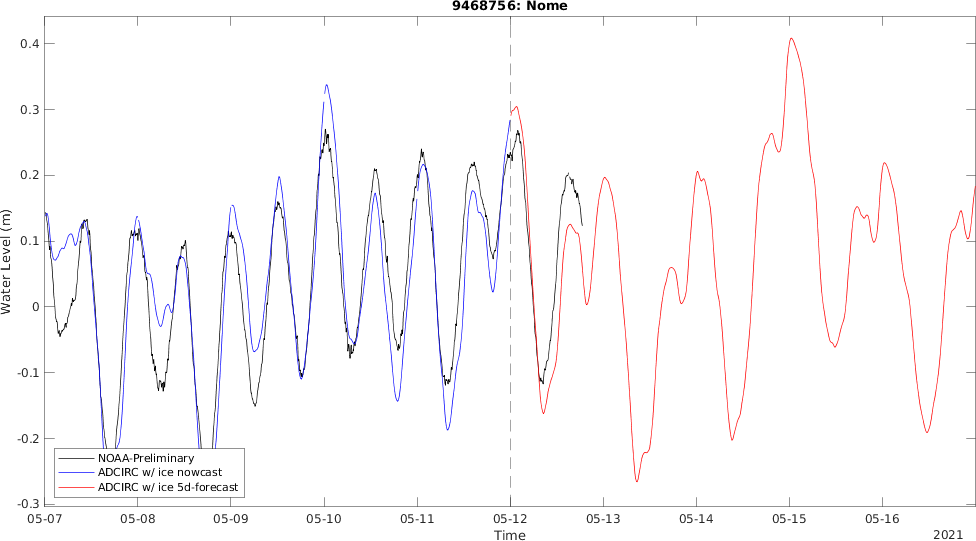 9468756: Nome
0.4
0.3
0.2
0.1
0
-0.1
-0.2
-0.3
Water Level (m)
NOAA-Preliminary
ADCIRC w/ ice nowcast
ADCIRC w/ ice 5d-forecast
05-07 05-08 05-09 05-10 05-11 05-12 05-13 05-14 05-15 05-16
Time
2021